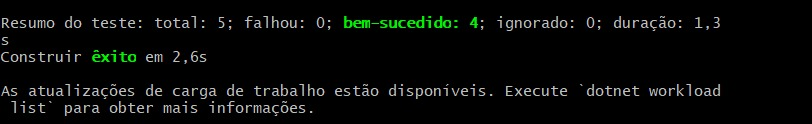 Resumo do teste: total: 5; falhou: 0; bem-sucedido: 4; ignorado: 0; duração: 1,3
s
Construir êxito em 2,6s
As atualizações de carga de trabalho estão disponíveis. Execute `dotnet workload
list` para obter mais informações.